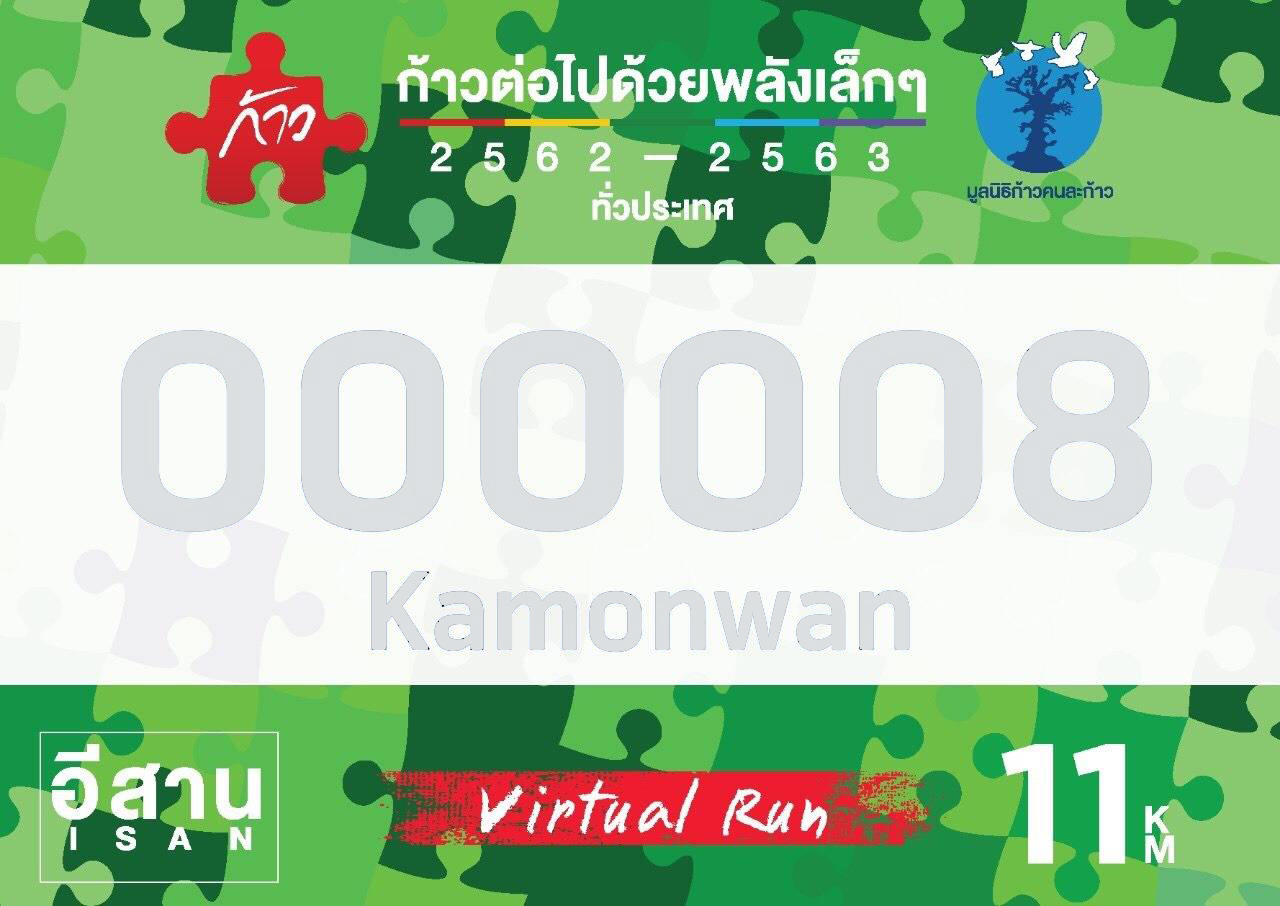 ก้าว
ก้าวต่อไปด้วยพลังเล็กๆ
2562 — 2563
ทั่วประเทศ
มูลนิธิก้าวคนละก้าว
000008
Kamonwan
อีสาน
ISAN
Virtual Run
11 KM